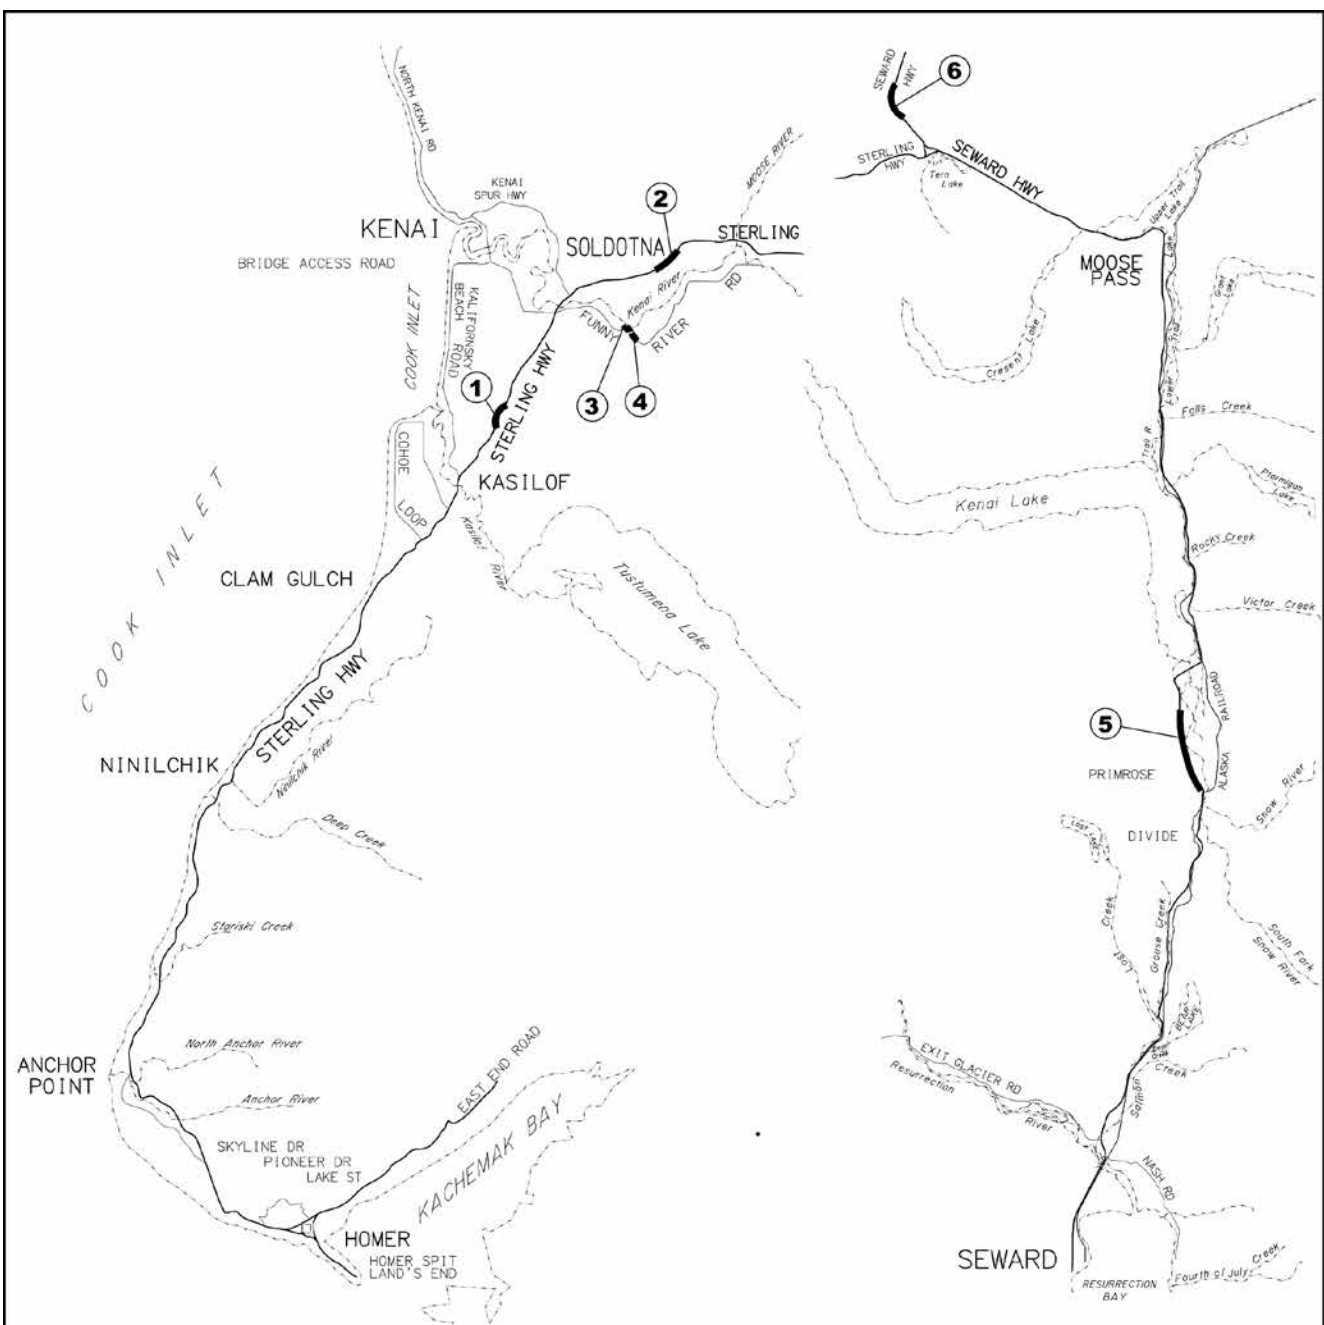 NORTH KENAI RD
KENAI
SPUR HWY
KENAI
BRIDGE ACCESS ROAD
COOK INLET
KALIFORNSKY
BEACH
ROAD
SOLDOTNA
2
STERLING
MOOSE RIVER
Kenai River
FUNNY
RIVER
RD
3
4
1
STERLING HWY
COHOE
LOOP
KASILOF
Kasilof
River
Tustumena Lake
COOK INLET
CLAM GULCH
STERLING HWY
NINILCHIK
Ninilchik River
Deep Creek
Stariski Creek
North Anchor River
ANCHOR
POINT
Anchor River
SKYLINE DR
PIONEER DR
LAKE ST
EAST END ROAD
KACHEMAK BAY
HOMER
HOMER SPIT
LAND'S END
SEWARD
HWY
6
STERLING
HWY
Tern
Lake
SEWARD HWY
Upper Trail
Lake
MOOSE
PASS
Lake
Trail
Lower
Grant
Lake
Cresent Lake
Falls Creek
Trail R.
Ptarmigan
Lake
Kenai Lake
Rocky Creek
Victor Creek
5
RAILROAD
ALASKA
PRIMROSE
Snow River
DIVIDE
LOST LAKE
Creek
Lost
Grouse Creek
South Fork
Snow River
BEAR
LAKE
EXIT GLACIER RD
Resurrection
River
Salmon
Creek
NASH RD
SEWARD
RESURRECTION
BAY
Fourth of July
Creek